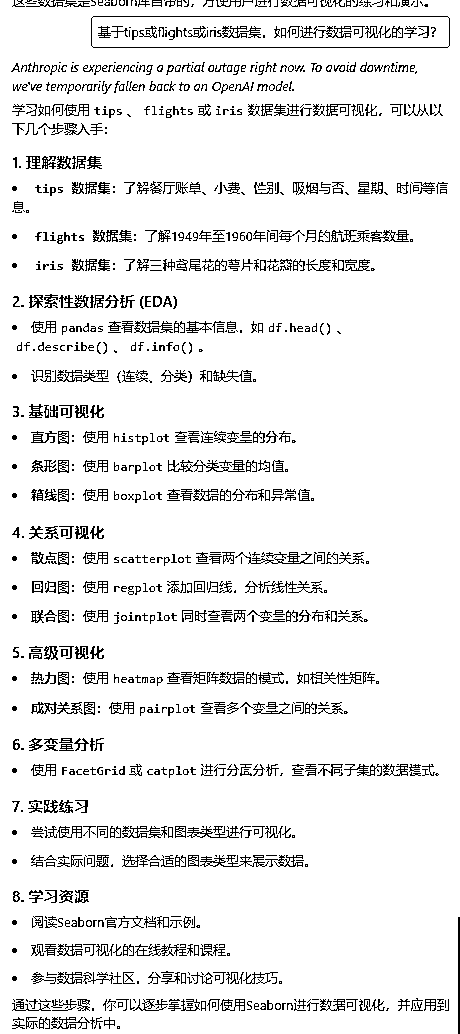 这些数据集是Seaborn库自带的，方便用户进行数据可视化的练习和演示。
基于tips或flights或iris数据集，如何进行数据可视化的学习？
Anthropic is experiencing a partial outage right now. To avoid downtime,
we've temporarily fallen back to an OpenAI model.
学习如何使用 tips 、 flights 或 iris 数据集进行数据可视化，可以从以
下几个步骤入手：
1. 理解数据集
• tips 数据集：了解餐厅账单、小费、性别、吸烟与否、星期、时间等信
息。
• flights 数据集：了解1949年至1960年间每个月的航班乘客数量。
• iris 数据集：了解三种鸢尾花的萼片和花瓣的长度和宽度。
2. 探索性数据分析 (EDA)
• 使用 pandas 查看数据集的基本信息，如 df.head() 、
df.describe() 、 df.info() 。
• 识别数据类型（连续、分类）和缺失值。
3. 基础可视化
• 直方图：使用 histplot 查看连续变量的分布。
• 条形图：使用 barplot 比较分类变量的均值。
• 箱线图：使用 boxplot 查看数据的分布和异常值。
4. 关系可视化
• 散点图：使用 scatterplot 查看两个连续变量之间的关系。
• 回归图：使用 regplot 添加回归线，分析线性关系。
• 联合图：使用 jointplot 同时查看两个变量的分布和关系。
5. 高级可视化
• 热力图：使用 heatmap 查看矩阵数据的模式，如相关性矩阵。
• 成对关系图：使用 pairplot 查看多个变量之间的关系。
6. 多变量分析
• 使用 FacetGrid 或 catplot 进行分面分析，查看不同子集的数据模式。
7. 实践练习
• 尝试使用不同的数据集和图表类型进行可视化。
• 结合实际问题，选择合适的图表类型来展示数据。
8. 学习资源
• 阅读Seaborn官方文档和示例。
• 观看数据可视化的在线教程和课程。
• 参与数据科学社区，分享和讨论可视化技巧。
通过这些步骤，你可以逐步掌握如何使用Seaborn进行数据可视化，并应用到
实际的数据分析中。